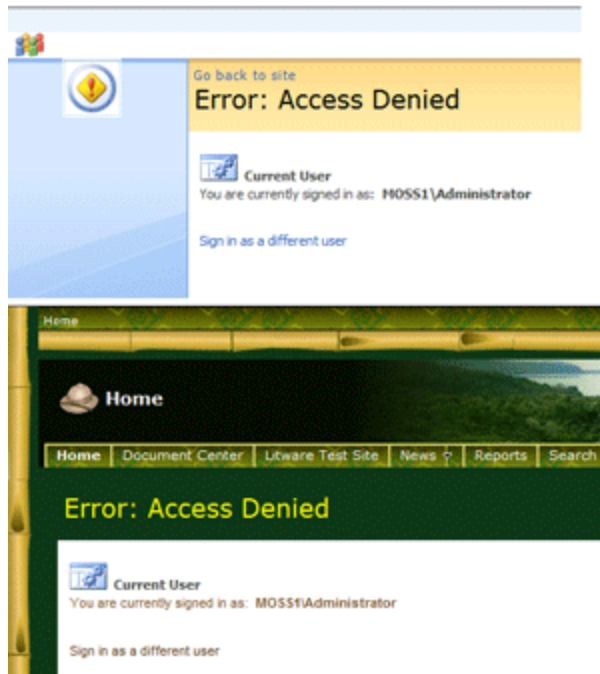 Go back to site
Error: Access Denied
Current User
You are currently signed in as: MOSS1\Administrator
Sign in as a different user
Home
Home
Home Document Center Litware Test Site News Reports Search
Error: Access Denied
Current User
You are currently signed in as: MOSS1\Administrator
Sign in as a different user